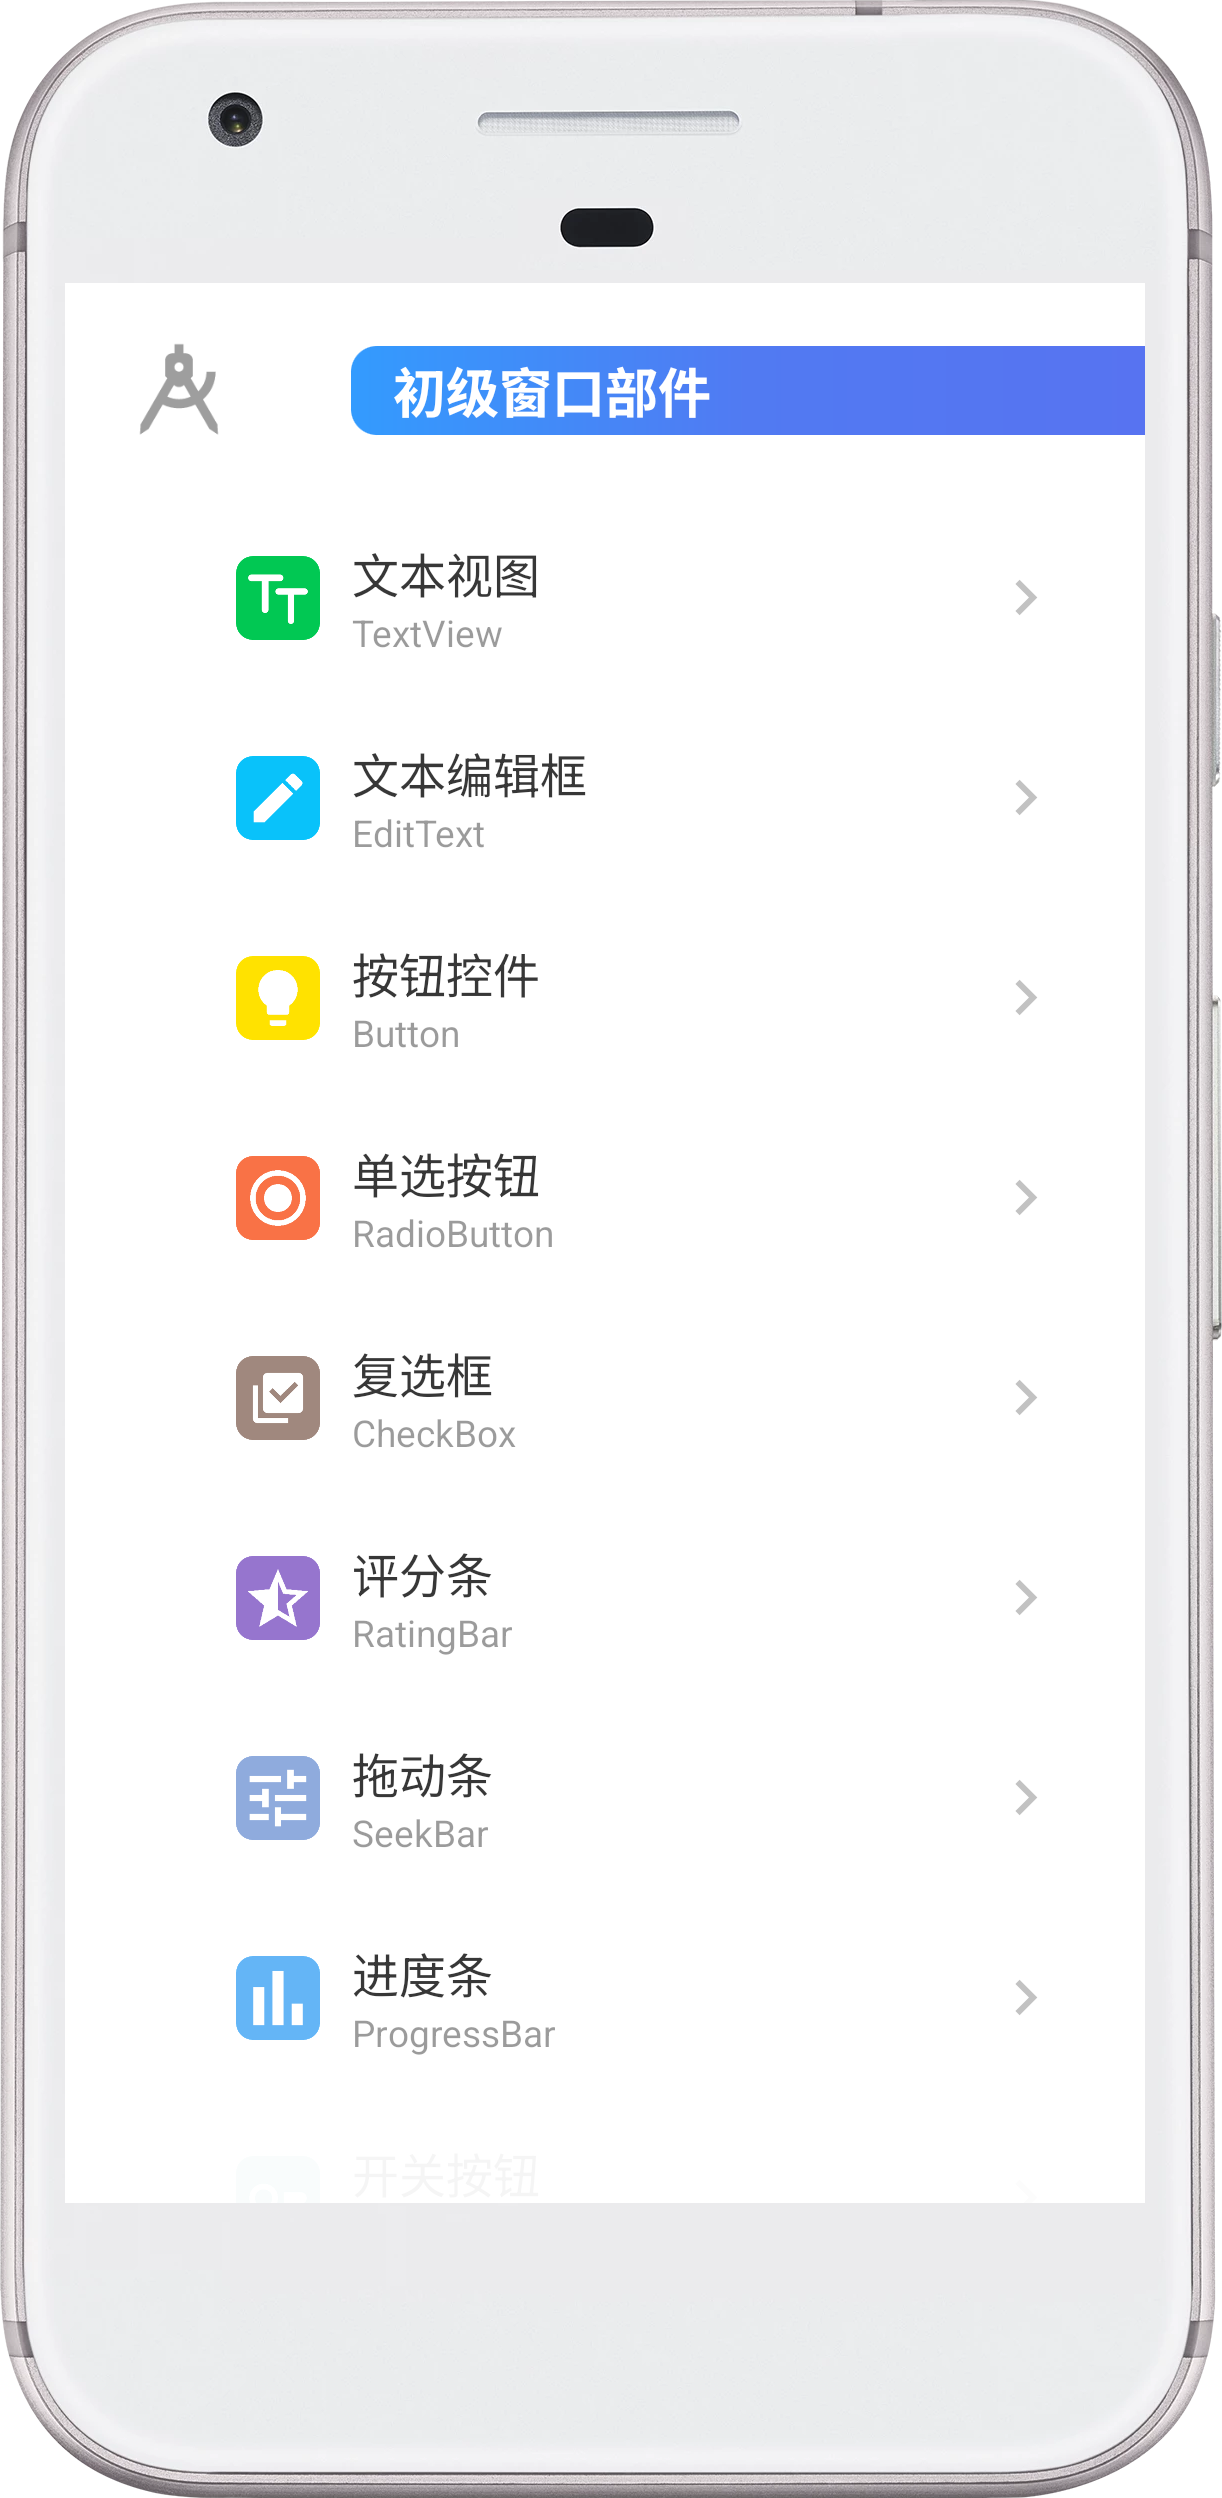 初级窗口部件
文本视图
TextView
文本编辑框
EditText
按钮控件
Button
单选按钮
RadioButton
复选框
CheckBox
评分条
RatingBar
拖动条
SeekBar
进度条
ProgressBar
开关按钮